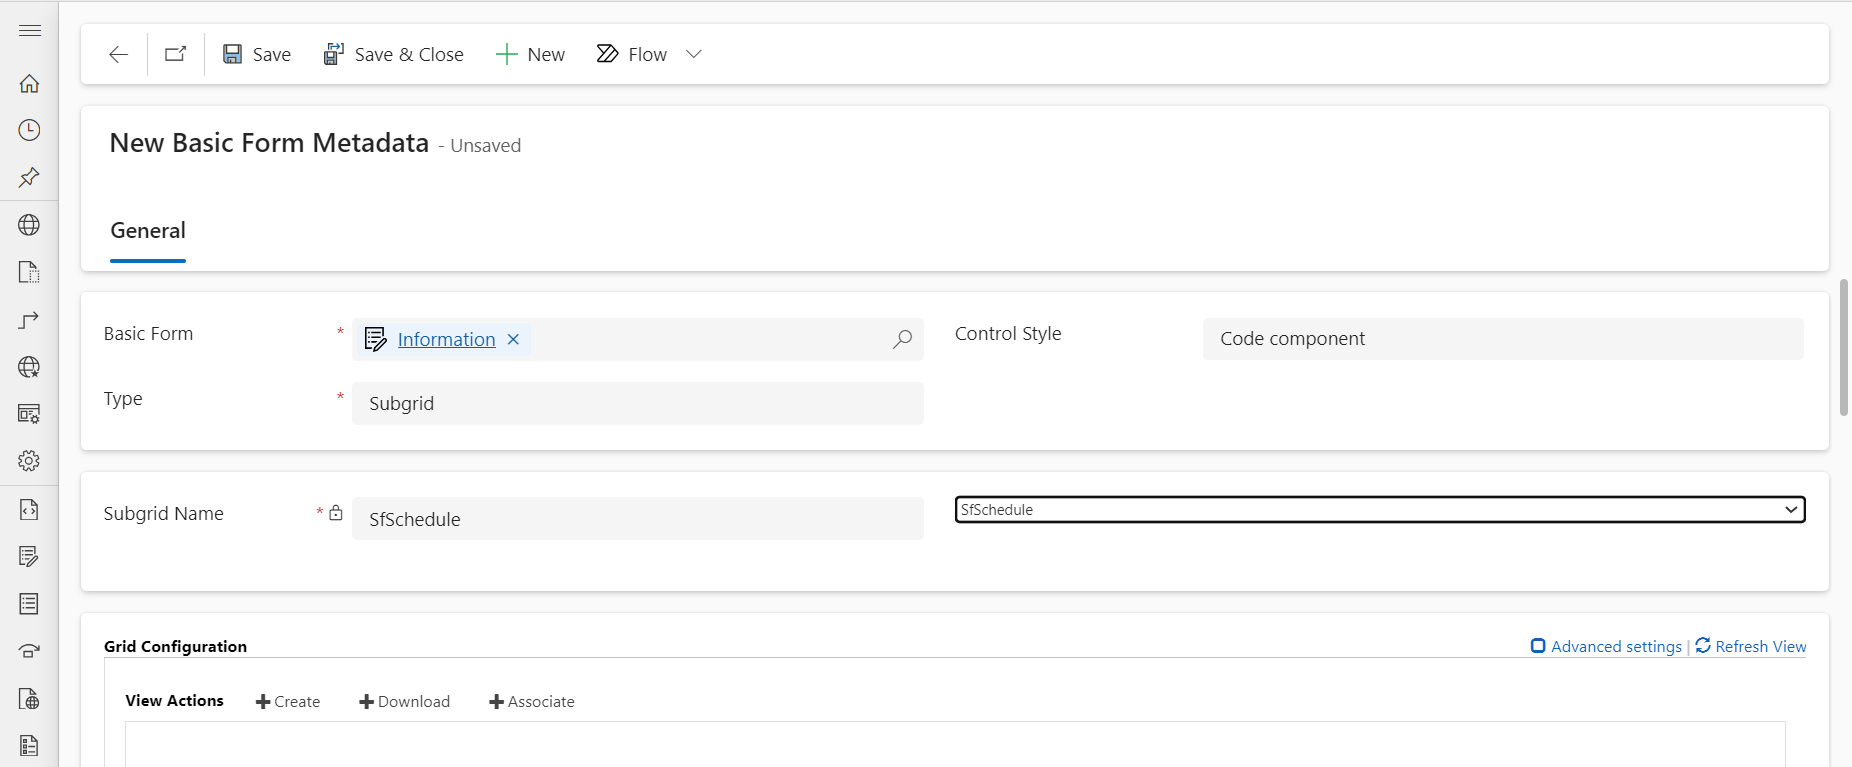 Save Save & Close New Flow
New Basic Form Metadata - Unsaved
General
Basic Form * Information Control Style Code component
Type * Subgrid
Subgrid Name * SfSchedule SfSchedule
Grid Configuration Advanced settings | Refresh View
View Actions Create Download Associate